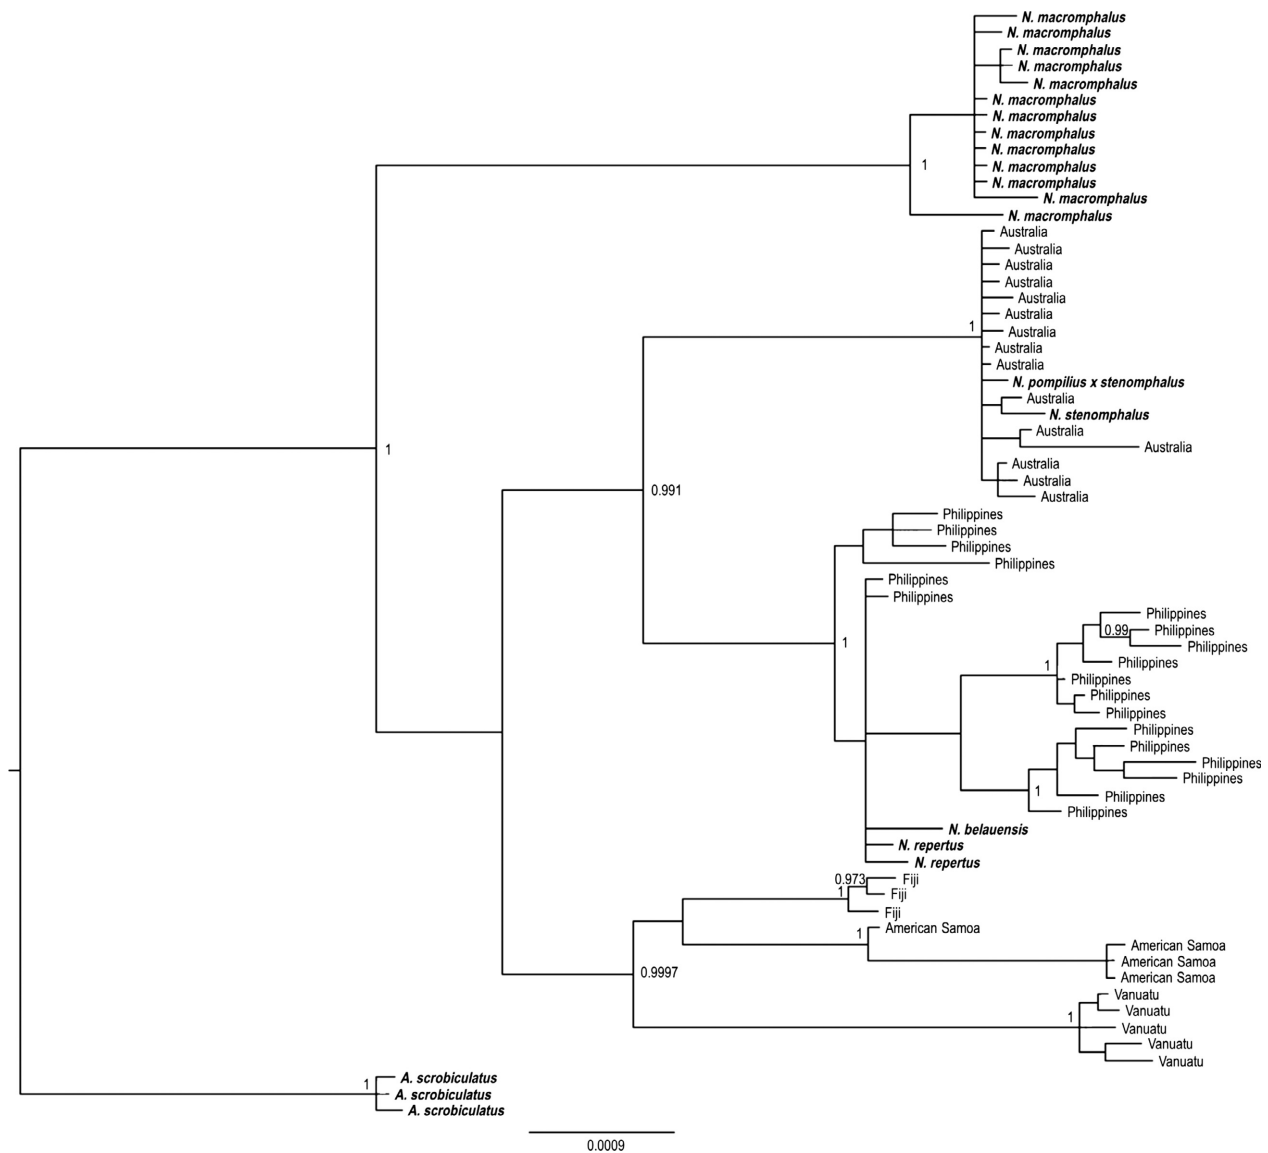 N. macromphalus
N. macromphalus
N. macromphalus
N. macromphalus
N. macromphalus
N. macromphalus
N. macromphalus
N. macromphalus
N. macromphalus
1
N. macromphalus
N. macromphalus
N. macromphalus
N. macromphalus
Australia
Australia
Australia
Australia
Australia
Australia
1
Australia
Australia
Australia
N. pompilius x stenomphalus
Australia
N. stenomphalus
Australia
Australia
1
Australia
Australia
0.991
Australia
Philippines
Philippines
Philippines
Philippines
Philippines
Philippines
Philippines
0.99
Philippines
1
Philippines
Philippines
1
Philippines
Philippines
Philippines
Philippines
Philippines
Philippines
Philippines
1
Philippines
Philippines
N. belauensis
N. repertus
N. repertus
0.973
Fiji
1
Fiji
Fiji
1
American Samoa
American Samoa
American Samoa
0.9997
American Samoa
Vanuatu
1
Vanuatu
Vanuatu
Vanuatu
Vanuatu
1
A. scrobiculatus
A. scrobiculatus
A. scrobiculatus
0.0009